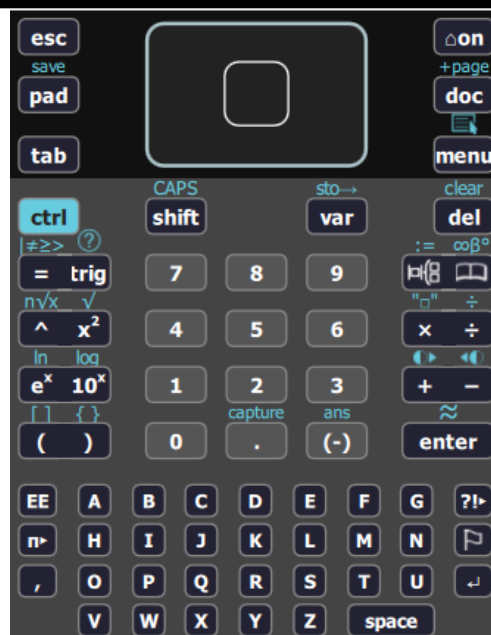 esc ⌂on
save +page
pad doc
tab menu
CAPS sto→ clear
ctrl shift var del
|≠≥> ? := ∞β°
= trig 7 8 9
n√x √ "□" ÷
^ x² 4 5 6 × ÷
ln log
eˣ 10ˣ 1 2 3 + −
[ ] { } capture ans ≈
( ) 0 . (-) enter
EE A B C D E F G ?!▸
π▸ H I J K L M N
, O P Q R S T U ↵
V W X Y Z space